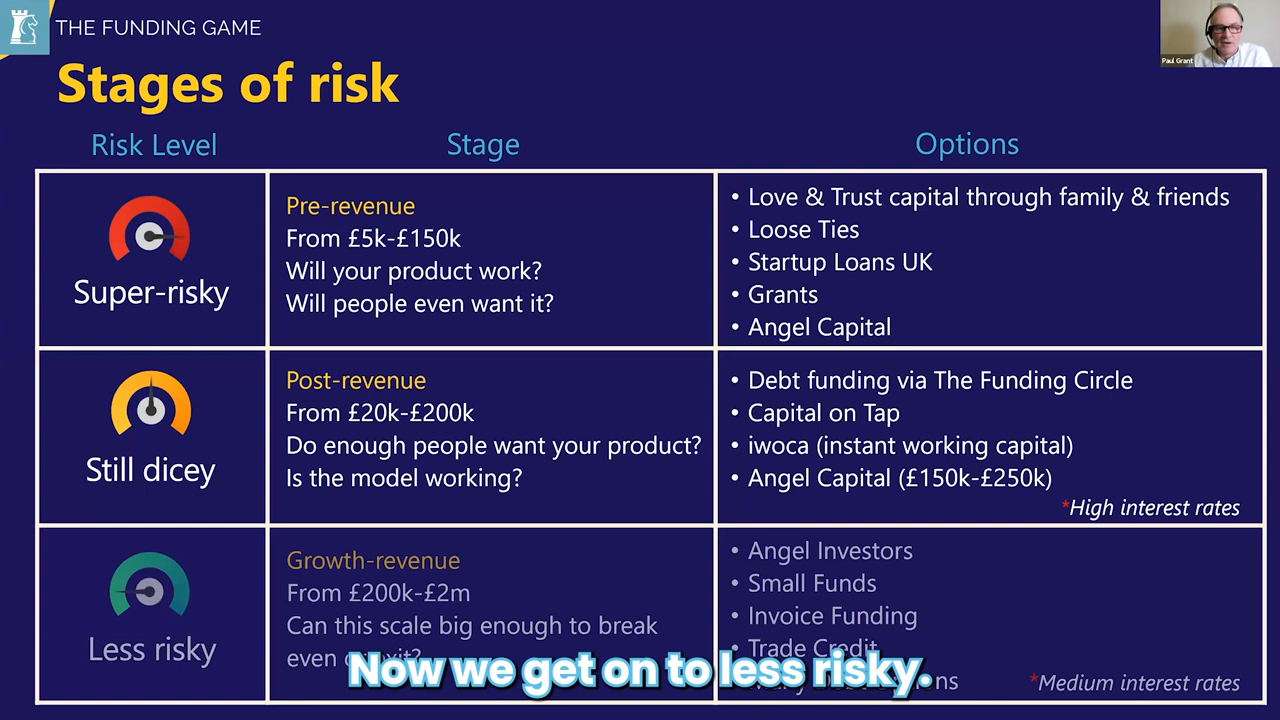 THE FUNDING GAME
Paul Grant
Stages of risk
Risk Level
Stage
Options
Super-risky
Pre-revenue
From £5k-£150k
Will your product work?
Will people even want it?
• Love & Trust capital through family & friends
• Loose Ties
• Startup Loans UK
• Grants
• Angel Capital
Still dicey
Post-revenue
From £20k-£200k
Do enough people want your product?
Is the model working?
• Debt funding via The Funding Circle
• Capital on Tap
• iwoca (instant working capital)
• Angel Capital (£150k-£250k)
*High interest rates
Less risky
Growth-revenue
From £200k-£2m
Can this scale big enough to break
even
• Angel Investors
• Small Funds
• Invoice Funding
• Trade Credit
*Medium interest rates
Now we get on to less risky.